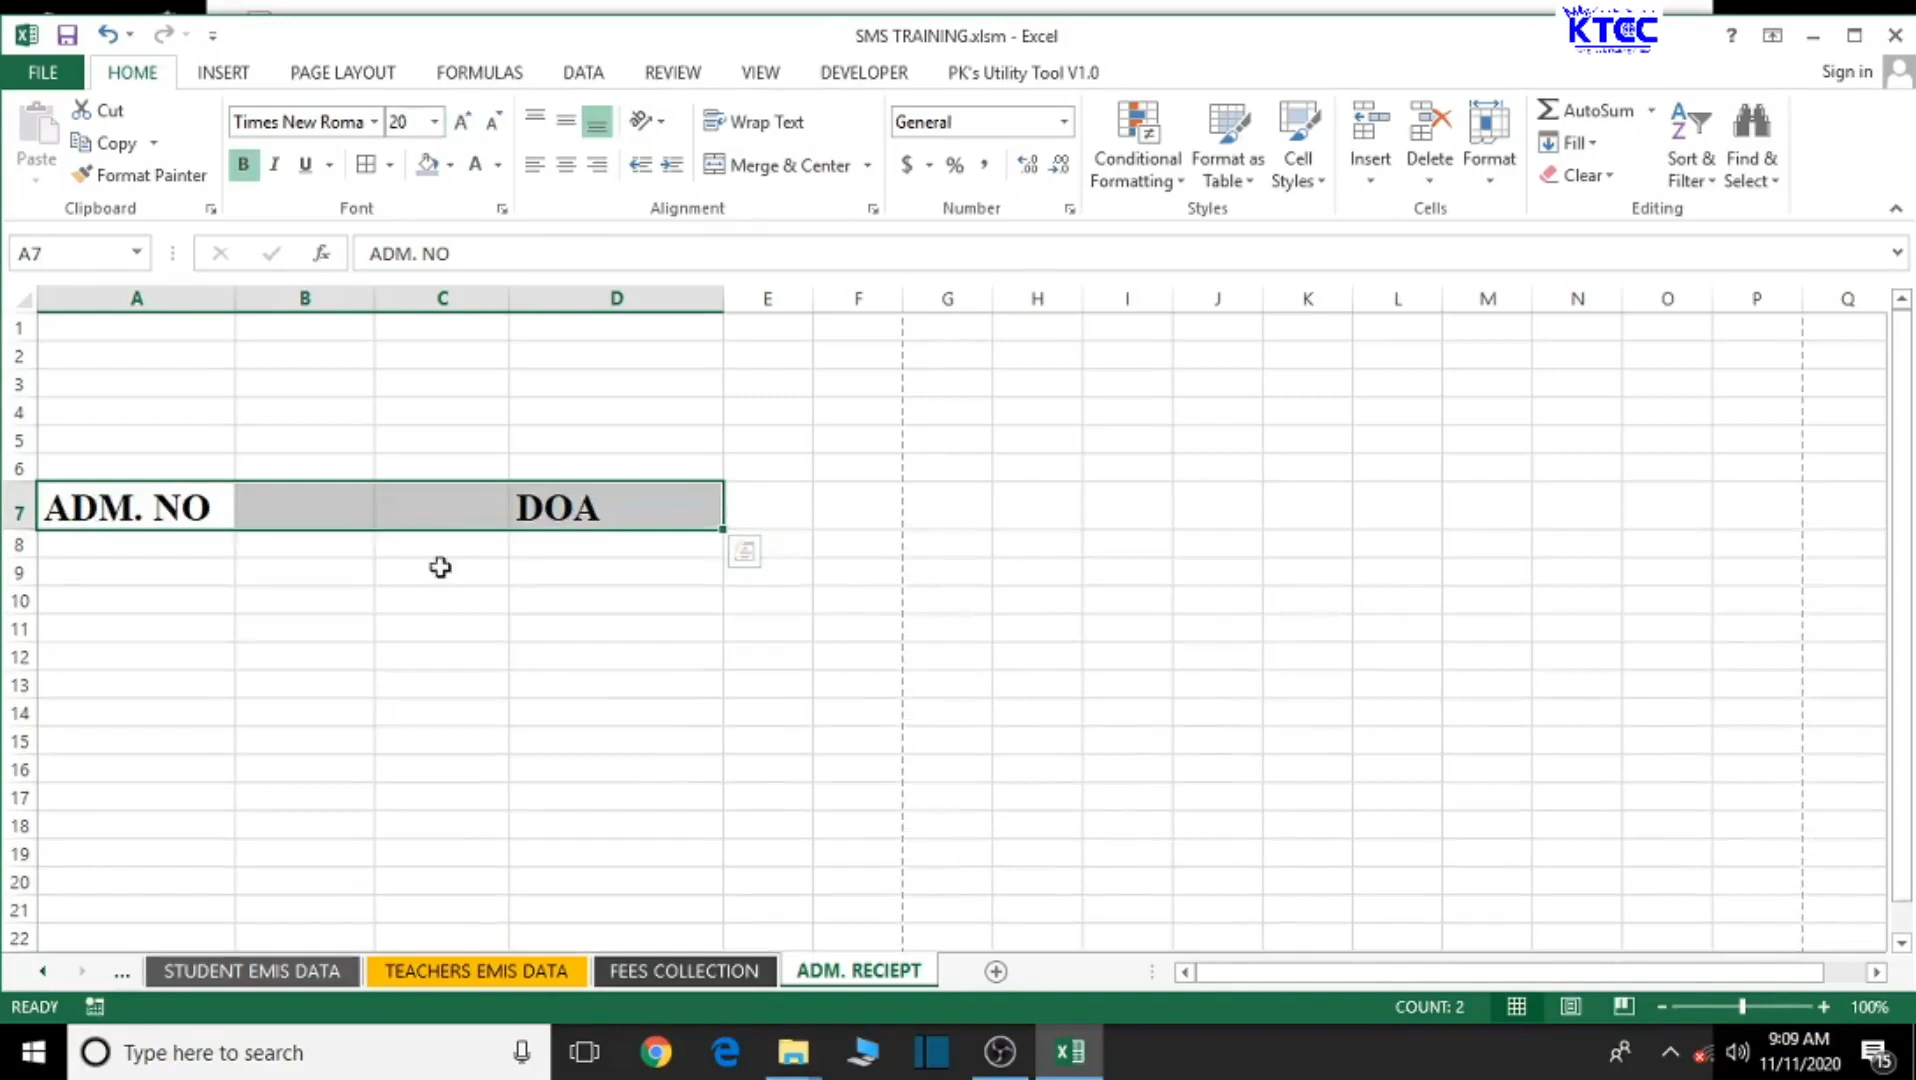 KTCC
SMS TRAINING.xlsm - Excel
?
FILE
HOME
INSERT
PAGE LAYOUT
FORMULAS
DATA
REVIEW
VIEW
DEVELOPER
PK's Utility Tool V1.0
Sign in
Paste
Cut
Copy
Format Painter
Clipboard
Times New Roma
20
B I U
Font
Wrap Text
Merge & Center
Alignment
General
$ % ,
Number
Conditional
Formatting
Format as
Table
Cell
Styles
Styles
Insert
Delete
Format
Cells
AutoSum
Fill
Clear
Sort &
Filter
Find &
Select
Editing
A7
fx
ADM. NO
A B C D E F G H I J K L M N O P Q
1
2
3
4
5
6
7 ADM. NO DOA
8
9
10
11
12
13
14
15
16
17
18
19
20
21
22
...
STUDENT EMIS DATA
TEACHERS EMIS DATA
FEES COLLECTION
ADM. RECIEPT
READY
COUNT: 2
100%
Type here to search
9:09 AM
11/11/2020
15